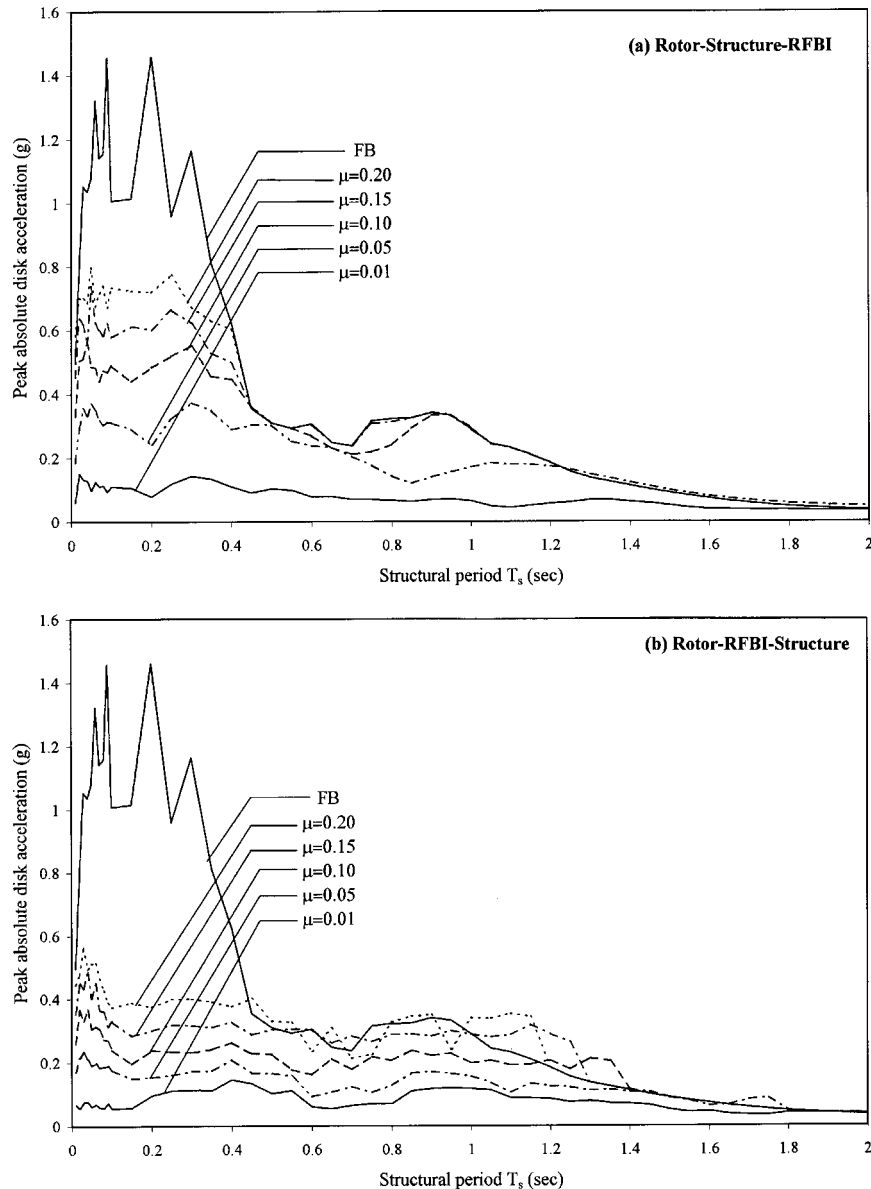 (a) Rotor-Structure-RFBI
Peak absolute disk acceleration (g)
1.6
1.4
1.2
1
0.8
0.6
0.4
0.2
0
FB
μ=0.20
μ=0.15
μ=0.10
μ=0.05
μ=0.01
0 0.2 0.4 0.6 0.8 1 1.2 1.4 1.6 1.8 2
Structural period Ts (sec)
(b) Rotor-RFBI-Structure
Peak absolute disk acceleration (g)
1.6
1.4
1.2
1
0.8
0.6
0.4
0.2
0
FB
μ=0.20
μ=0.15
μ=0.10
μ=0.05
μ=0.01
0 0.2 0.4 0.6 0.8 1 1.2 1.4 1.6 1.8 2
Structural period Ts (sec)